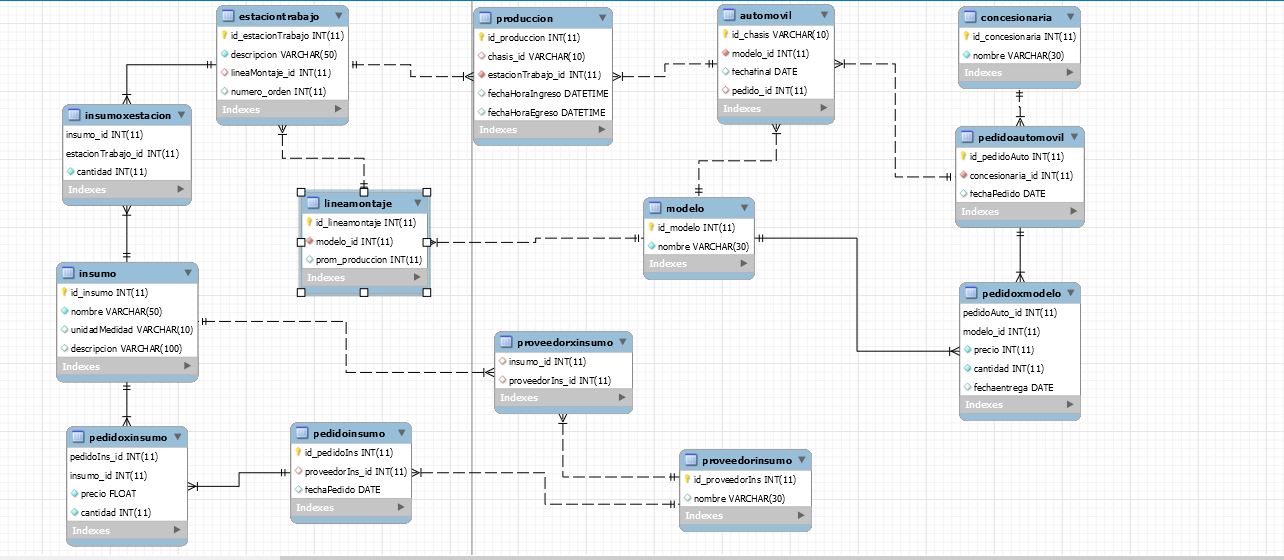 estaciontrabajo
id_estacionTrabajo INT(11)
descripcion VARCHAR(50)
lineaMontaje_id INT(11)
numero_orden INT(11)
Indexes
produccion
id_produccion INT(11)
chasis_id VARCHAR(10)
estacionTrabajo_id INT(11)
fechaHoraIngreso DATETIME
fechaHoraEgreso DATETIME
Indexes
automovil
id_chasis VARCHAR(10)
modelo_id INT(11)
fechafinal DATE
pedido_id INT(11)
Indexes
concesionaria
id_concesionaria INT(11)
nombre VARCHAR(30)
Indexes
insumoxestacion
insumo_id INT(11)
estacionTrabajo_id INT(11)
cantidad INT(11)
Indexes
pedidoautomovil
id_pedidoAuto INT(11)
concesionaria_id INT(11)
fechaPedido DATE
Indexes
lineamontaje
id_lineamontaje INT(11)
modelo_id INT(11)
prom_produccion INT(11)
Indexes
modelo
id_modelo INT(11)
nombre VARCHAR(30)
Indexes
insumo
id_insumo INT(11)
nombre VARCHAR(50)
unidadMedidad VARCHAR(10)
descripcion VARCHAR(100)
Indexes
pedidoxmodelo
pedidoAuto_id INT(11)
modelo_id INT(11)
precio INT(11)
cantidad INT(11)
fechaentrega DATE
Indexes
proveedorxinsumo
insumo_id INT(11)
proveedorIns_id INT(11)
Indexes
pedidoxinsumo
pedidoIns_id INT(11)
insumo_id INT(11)
precio FLOAT
cantidad INT(11)
Indexes
pedidoinsumo
id_pedidoIns INT(11)
proveedorIns_id INT(11)
fechaPedido DATE
Indexes
proveedorinsumo
id_proveedorIns INT(11)
nombre VARCHAR(30)
Indexes